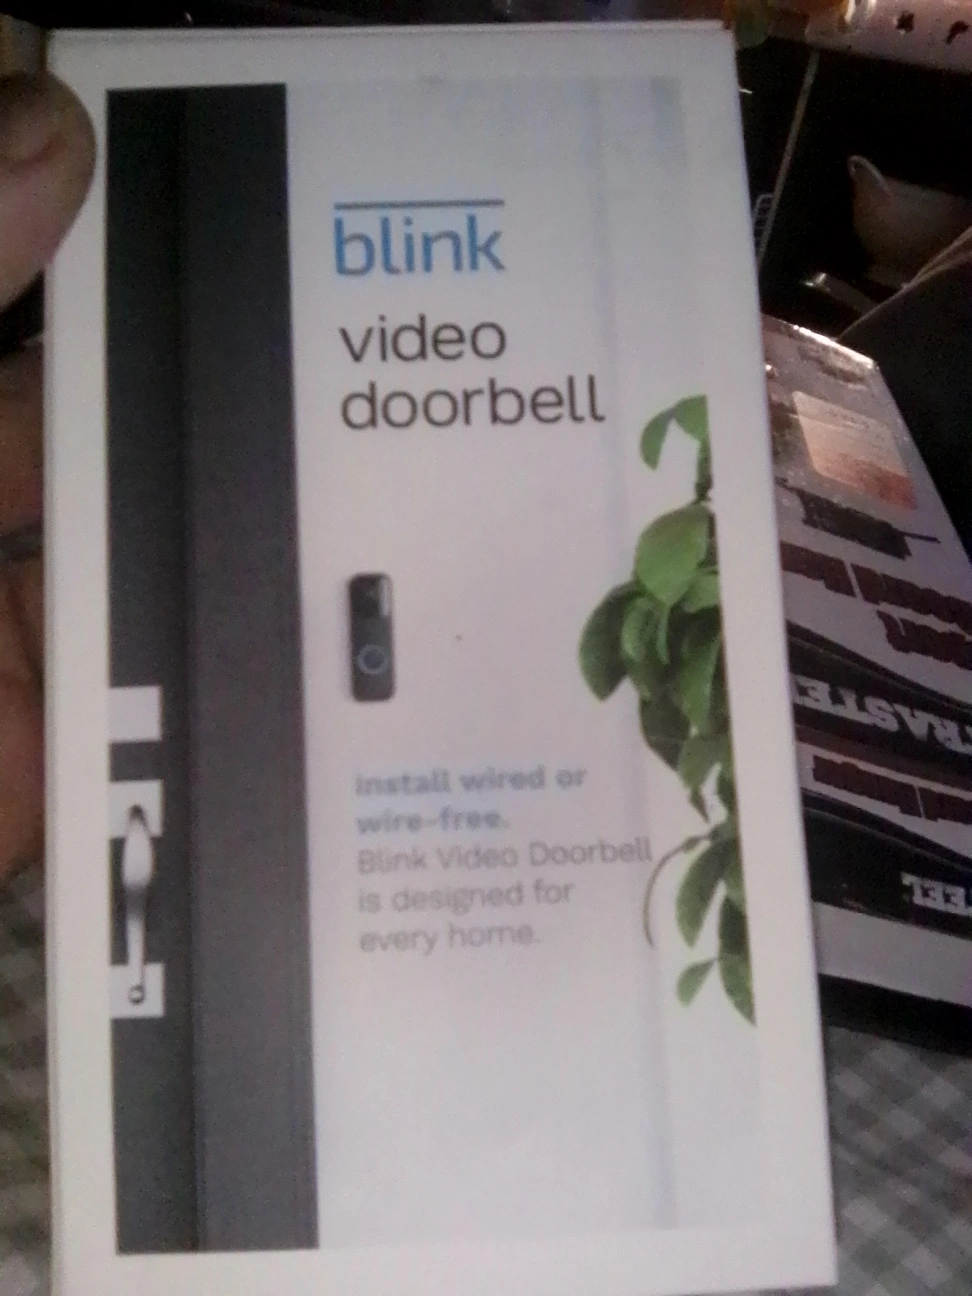 blink
video
doorbell
Install wired or
wire-free.
Blink Video Doorbell
is designed for
every home.